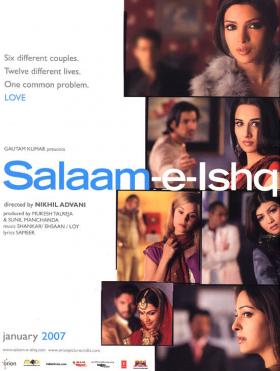 Six different couples.
Twelve different lives.
One common problem.
LOVE
GAUTAM KUMAR presents
Salaam-e-Ishq
directed by NIKHIL ADVANI
produced by MUKESH TALREJA
& SUNIL MANCHANDA
music SHANKAR/ EHSAAN / LOY
lyrics SAMEER
january 2007